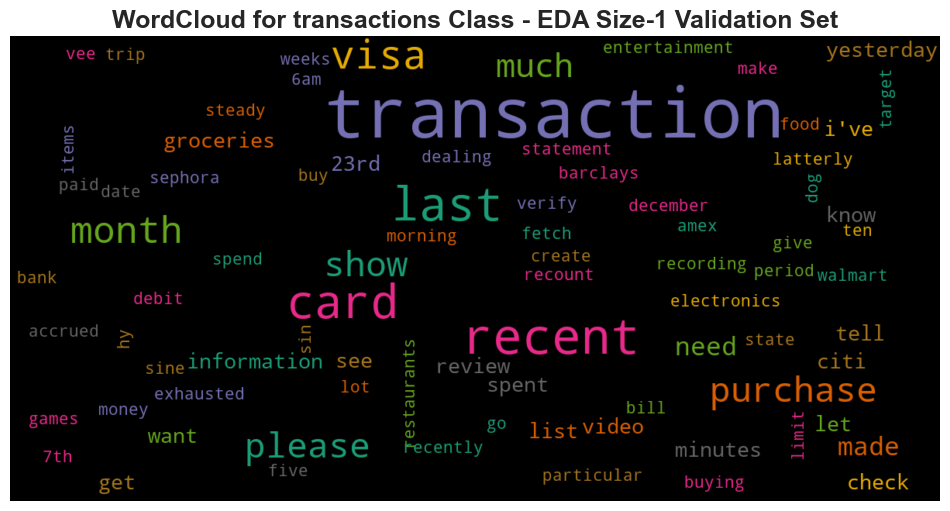 WordCloud for transactions Class - EDA Size-1 Validation Set
vee trip weeks visa entertainment yesterday
6am much make target
steady transaction food i've
items groceries 23rd dealing statement latterly
paid date sephora buy barclays dog
month last verify december know
morning fetch amex ten
bank spend show create recording give
recount period walmart
debit card electronics
accrued hy sin recent need state tell
sine information see review citi
exhausted lot restaurants spent purchase
games money bill limit let
want please recently go list video made
7th five minutes
get particular buying check